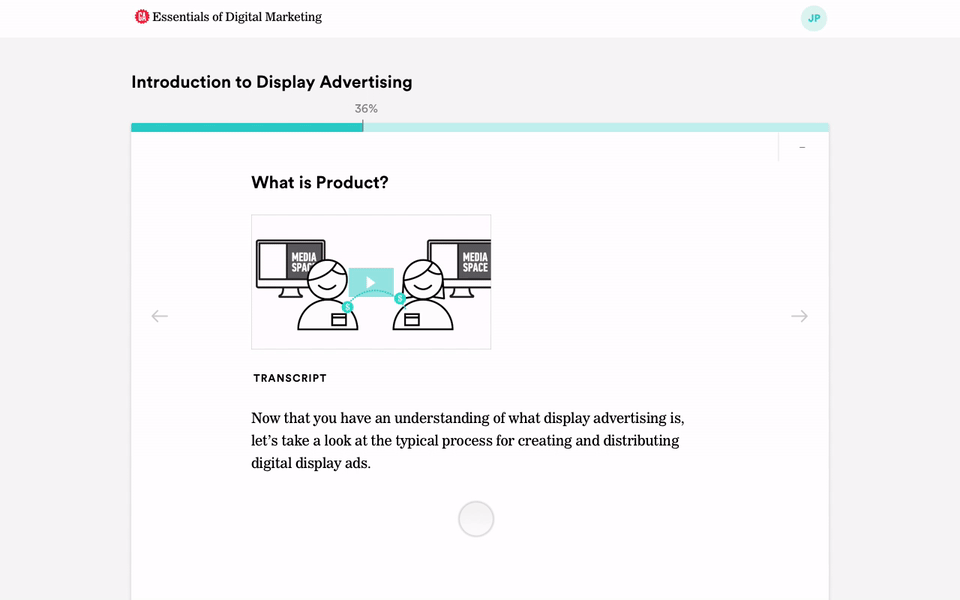 GA Essentials of Digital Marketing
JP
Introduction to Display Advertising
36%
–
What is Product?
MEDIA
SPAC
MEDIA
SPACE
$ $
TRANSCRIPT
Now that you have an understanding of what display advertising is,
let’s take a look at the typical process for creating and distributing
digital display ads.